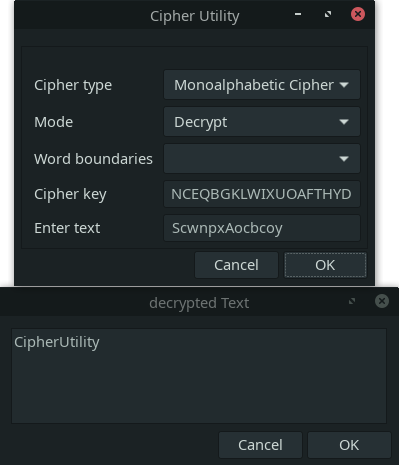 Cipher Utility
Cipher type Monoalphabetic Cipher
Mode Decrypt
Word boundaries
Cipher key NCEQBGKLWIXUOAFTHYD
Enter text ScwnpxAocbcoy
Cancel OK
decrypted Text
CipherUtility
Cancel OK